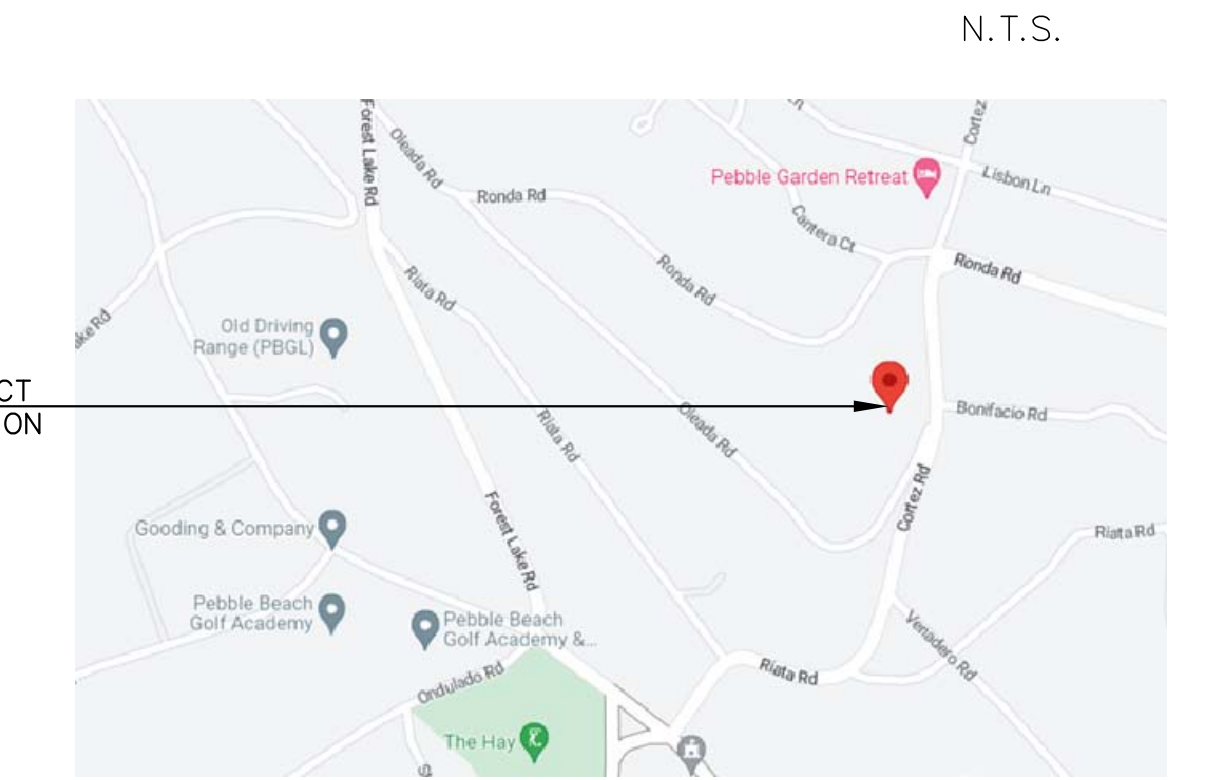 N.T.S.
Forest Lake Rd
Oleada Rd
Cortez
Pebble Garden Retreat
Lisbon Ln
Ronda Rd
Cantera Ct
Ronda Rd
Ronda Rd
Riata Rd
ake Rd
Old Driving
Range (PBGL)
CT
ON
Riata Rd
Oleada Rd
Bonifacio Rd
Cortez Rd
Forest Lake Rd
Gooding & Company
Riata Rd
Pebble Beach
Golf Academy
Pebble Beach
Golf Academy &...
Vertadero Rd
Riata Rd
Ondulado Rd
The Hay